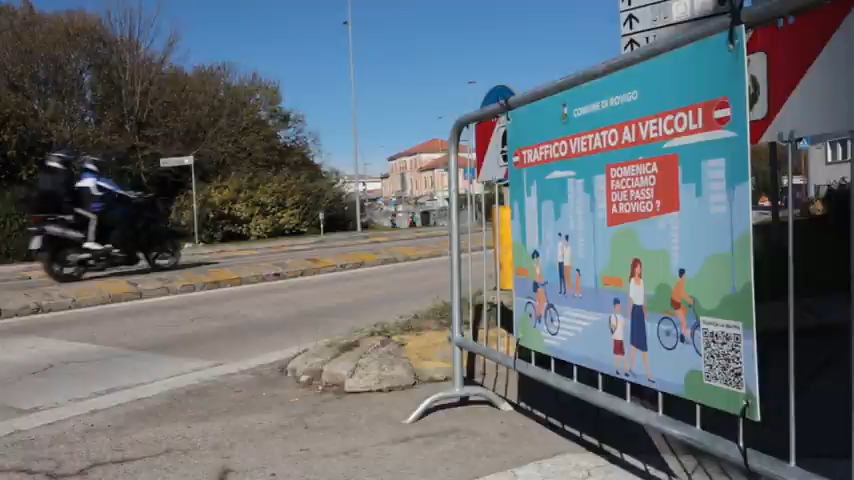 COMUNE DI ROVIGO
TRAFFICO VIETATO AI VEICOLI
DOMENICA
FACCIAMO
DUE PASSI
A ROVIGO ?